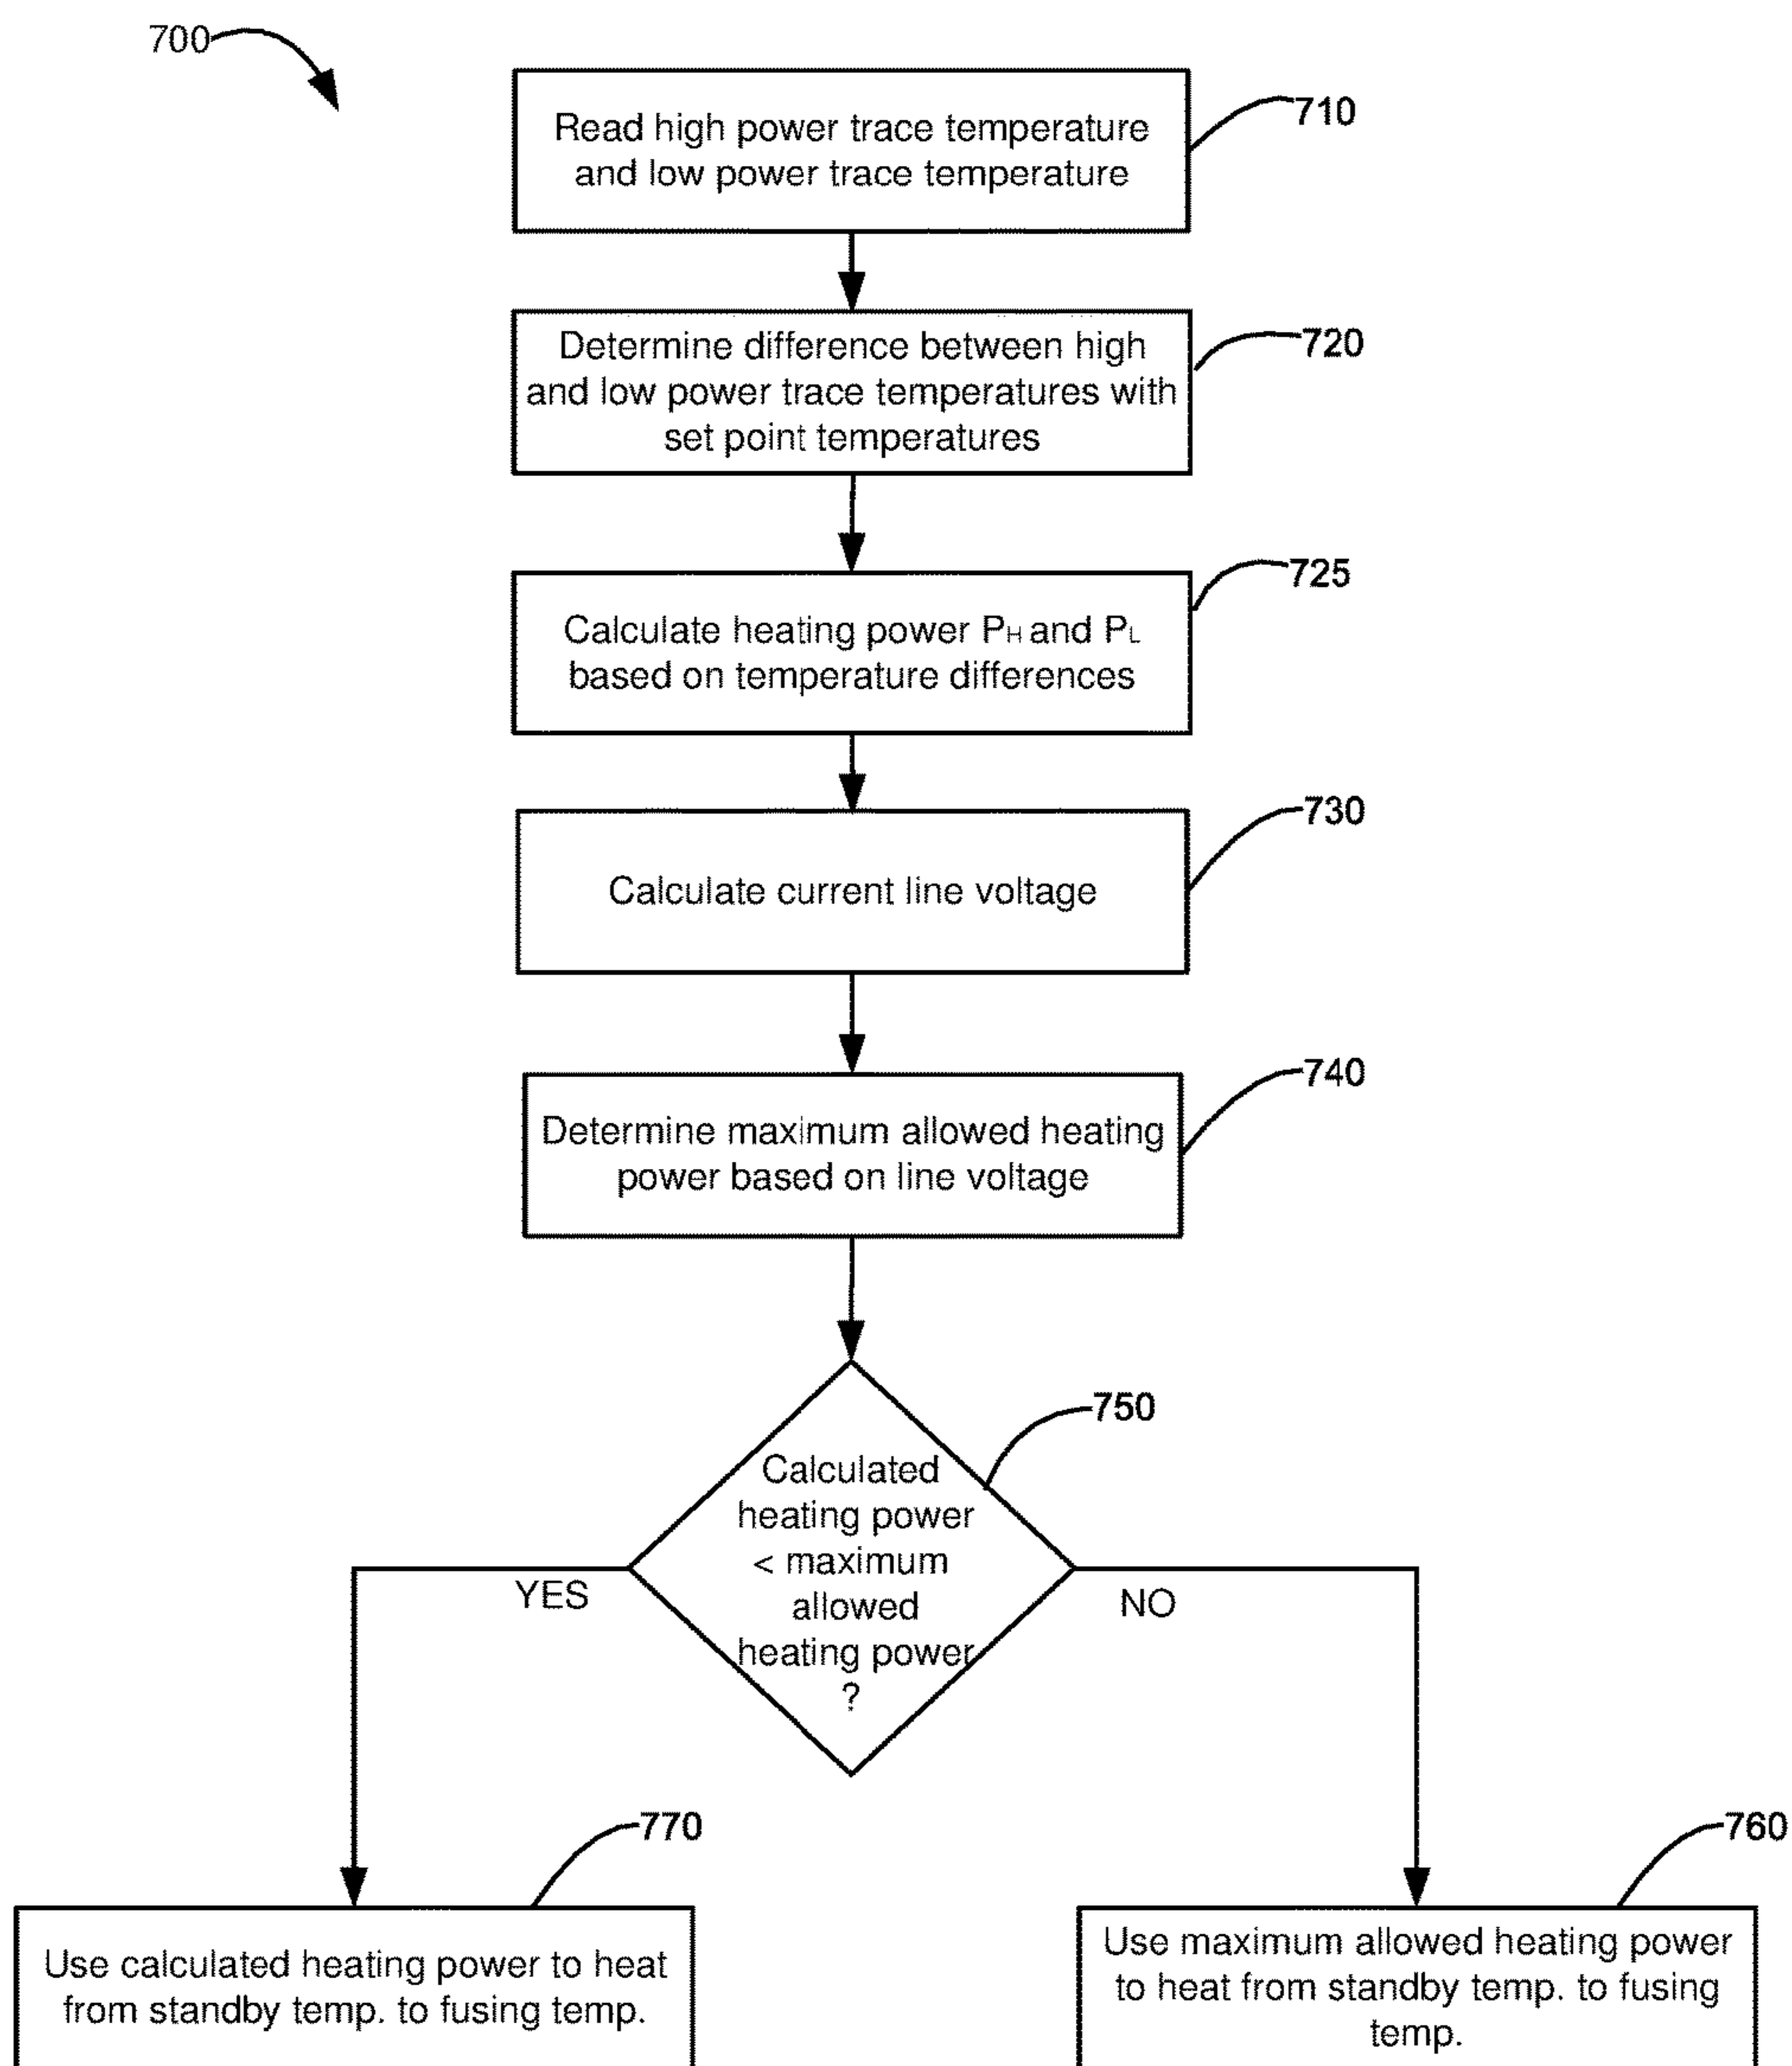 700
710
Read high power trace temperature
and low power trace temperature
720
Determine difference between high
and low power trace temperatures with
set point temperatures
725
Calculate heating power PH and PL
based on temperature differences
730
Calculate current line voltage
740
Determine maximum allowed heating
power based on line voltage
750
Calculated
heating power
< maximum
allowed
heating power
?
YES
NO
770
760
Use calculated heating power to heat
from standby temp. to fusing temp.
Use maximum allowed heating power
to heat from standby temp. to fusing
temp.